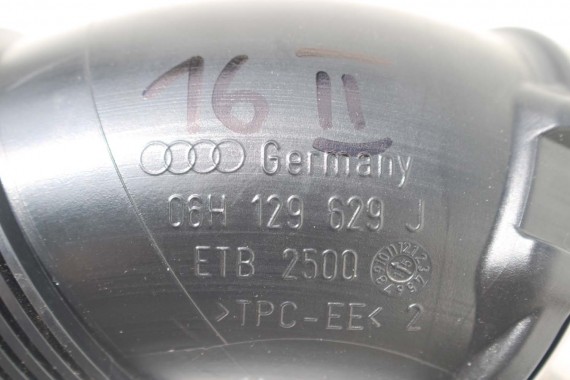 16 II
Germany
06H 129 629 J
ETB 2500
>TPC-EE< 2